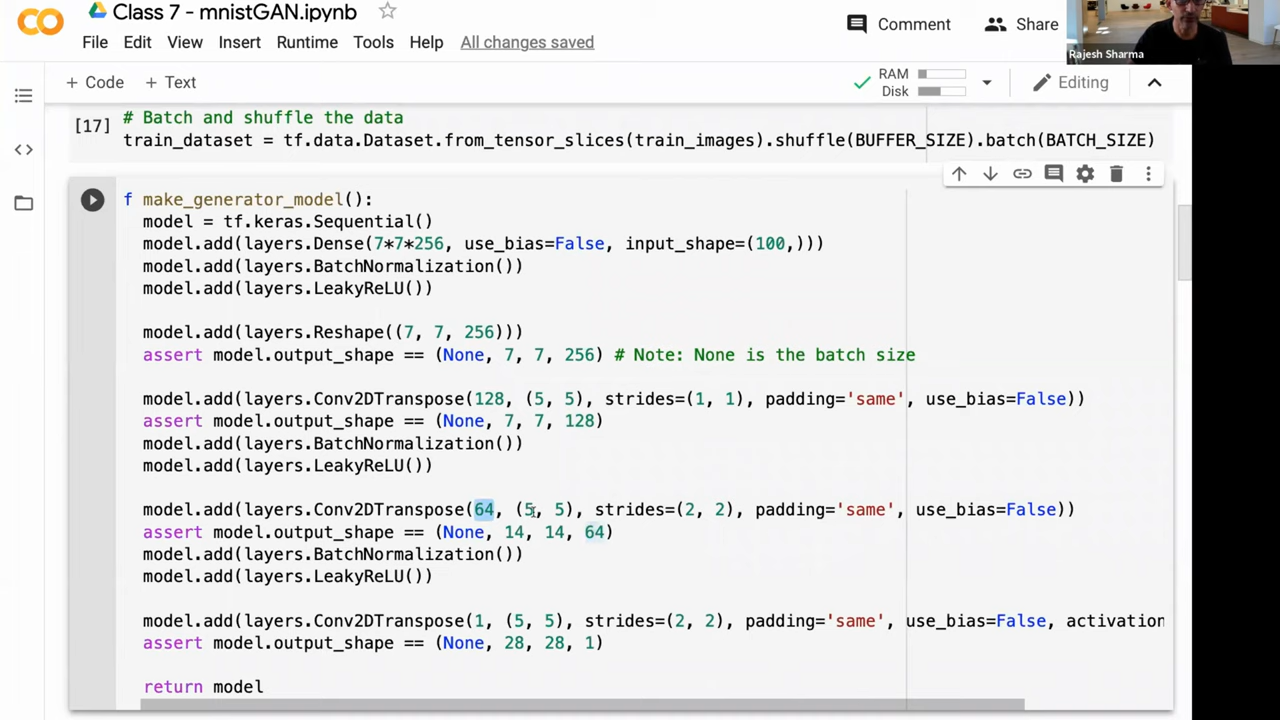 Class 7 - mnistGAN.ipynb
File Edit View Insert Runtime Tools Help All changes saved
Comment Share
Rajesh Sharma
+ Code + Text
RAM
Disk
Editing
[17]
# Batch and shuffle the data
train_dataset = tf.data.Dataset.from_tensor_slices(train_images).shuffle(BUFFER_SIZE).batch(BATCH_SIZE)
f make_generator_model():
model = tf.keras.Sequential()
model.add(layers.Dense(7*7*256, use_bias=False, input_shape=(100,)))
model.add(layers.BatchNormalization())
model.add(layers.LeakyReLU())
model.add(layers.Reshape((7, 7, 256)))
assert model.output_shape == (None, 7, 7, 256) # Note: None is the batch size
model.add(layers.Conv2DTranspose(128, (5, 5), strides=(1, 1), padding='same', use_bias=False))
assert model.output_shape == (None, 7, 7, 128)
model.add(layers.BatchNormalization())
model.add(layers.LeakyReLU())
model.add(layers.Conv2DTranspose(64, (5, 5), strides=(2, 2), padding='same', use_bias=False))
assert model.output_shape == (None, 14, 14, 64)
model.add(layers.BatchNormalization())
model.add(layers.LeakyReLU())
model.add(layers.Conv2DTranspose(1, (5, 5), strides=(2, 2), padding='same', use_bias=False, activation
assert model.output_shape == (None, 28, 28, 1)
return model